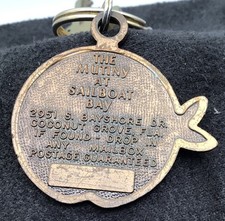 THE
MUTINY
AT
SAILBOAT
BAY
2951 S. BAYSHORE DR.
COCONUT GROVE, FLA.
IF FOUND - DROP IN
ANY MAILBOX
POSTAGE GUARANTEED